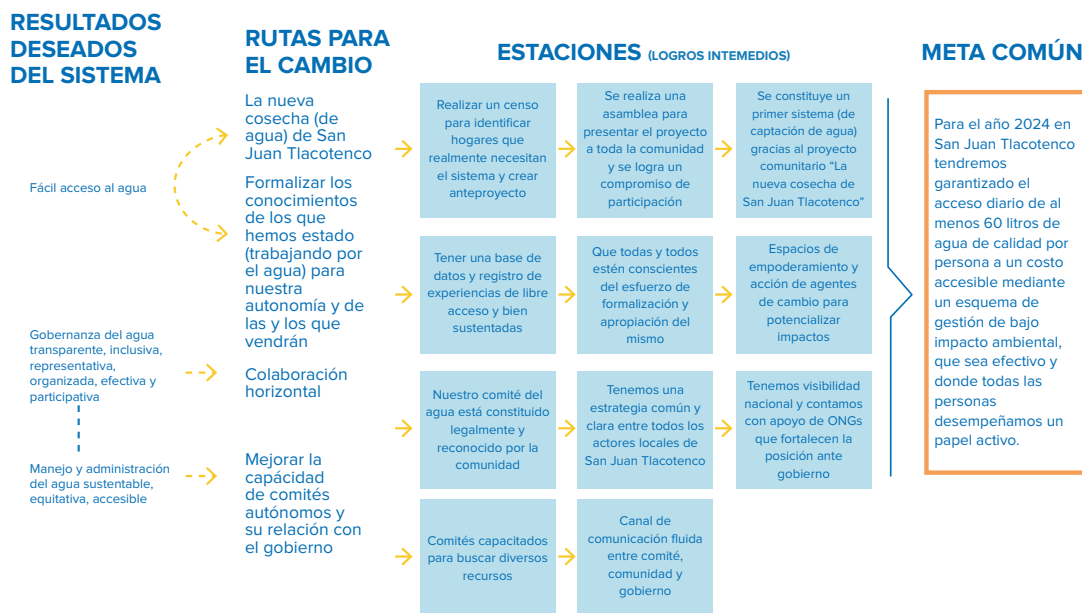 RESULTADOS
DESEADOS
DEL SISTEMA
Fácil acceso al agua
Gobernanza del agua
transparente, inclusiva,
representativa,
organizada, efectiva y
participativa
Manejo y administración
del agua sustentable,
equitativa, accesible
RUTAS PARA
EL CAMBIO
La nueva
cosecha (de
agua) de San
Juan Tlacotenco
Formalizar los
conocimientos
de los que
hemos estado
(trabajando por
el agua) para
nuestra
autonomía y de
las y los que
vendrán
Colaboración
horizontal
Mejorar la
capácidad
de comités
autónomos y
su relación con
el gobierno
ESTACIONES (LOGROS INTEMEDIOS)
Realizar un censo
para identificar
hogares que
realmente necesitan
el sistema y crear
anteproyecto
Se realiza una
asamblea para
presentar el proyecto
a toda la comunidad
y se logra un
compromiso de
participación
Se constituye un
primer sistema (de
captación de agua)
gracias al proyecto
comunitario “La
nueva cosecha de
San Juan Tlacotenco”
Tener una base de
datos y registro de
experiencias de libre
acceso y bien
sustentadas
Que todas y todos
estén conscientes
del esfuerzo de
formalización y
apropiación del
mismo
Espacios de
empoderamiento y
acción de agentes
de cambio para
potencializar
impactos
Nuestro comité del
agua está constituido
legalmente y
reconocido por la
comunidad
Tenemos una
estrategia común y
clara entre todos los
actores locales de
San Juan Tlacotenco
Tenemos visibilidad
nacional y contamos
con apoyo de ONGs
que fortalecen la
posición ante
gobierno
Comités capacitados
para buscar diversos
recursos
Canal de
comunicación fluida
entre comité,
comunidad y
gobierno
META COMÚN
Para el año 2024 en
San Juan Tlacotenco
tendremos
garantizado el
acceso diario de al
menos 60 litros de
agua de calidad por
persona a un costo
accesible mediante
un esquema de
gestión de bajo
impacto ambiental,
que sea efectivo y
donde todas las
personas
desempeñamos un
papel activo.